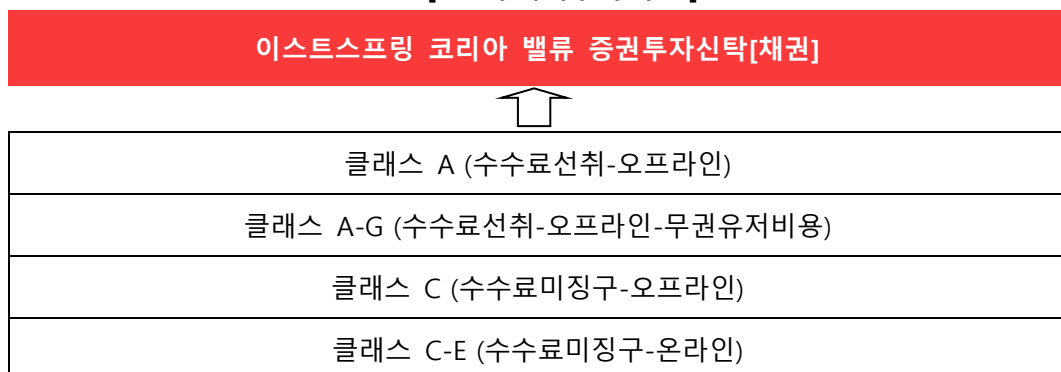 이스트스프링 코리아 밸류 증권투자신탁[채권]
클래스 A (수수료선취-오프라인)
클래스 A-G (수수료선취-오프라인-무권유저비용)
클래스 C (수수료미징구-오프라인)
클래스 C-E (수수료미징구-온라인)